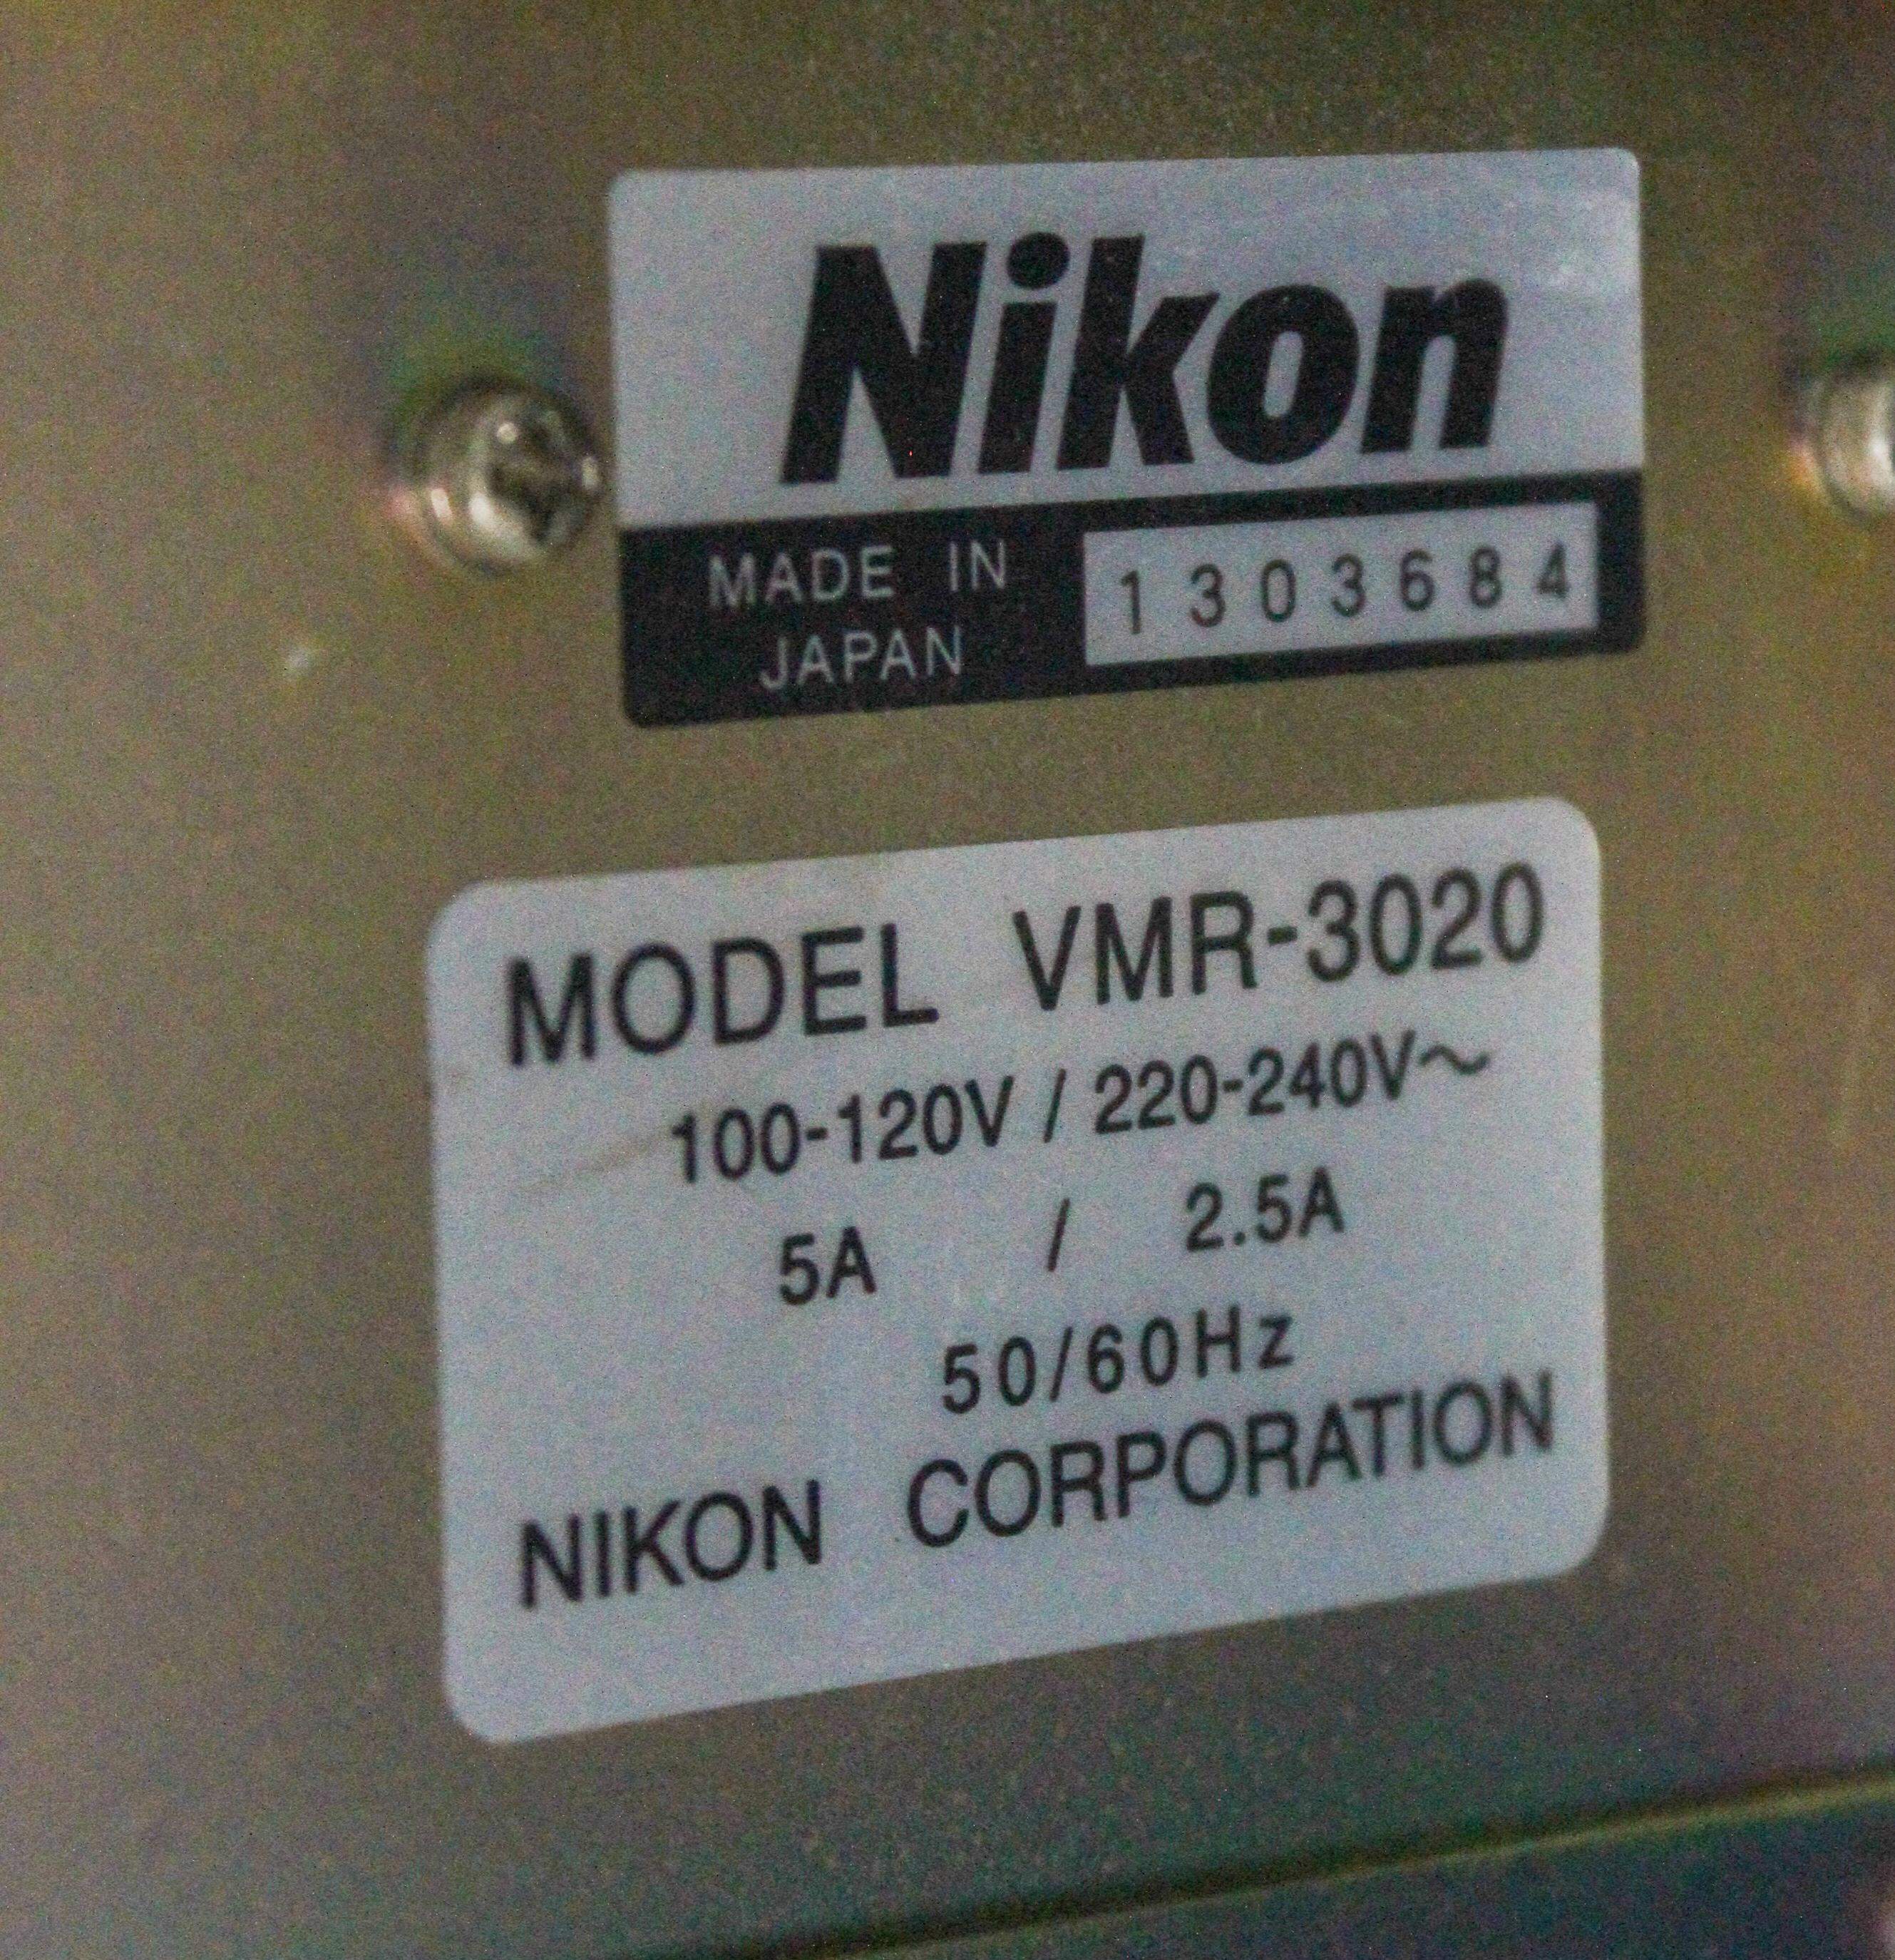 Nikon
MADE IN
JAPAN
1303684
MODEL VMR-3020
100-120V / 220-240V~
5A / 2.5A
50/60Hz
NIKON CORPORATION